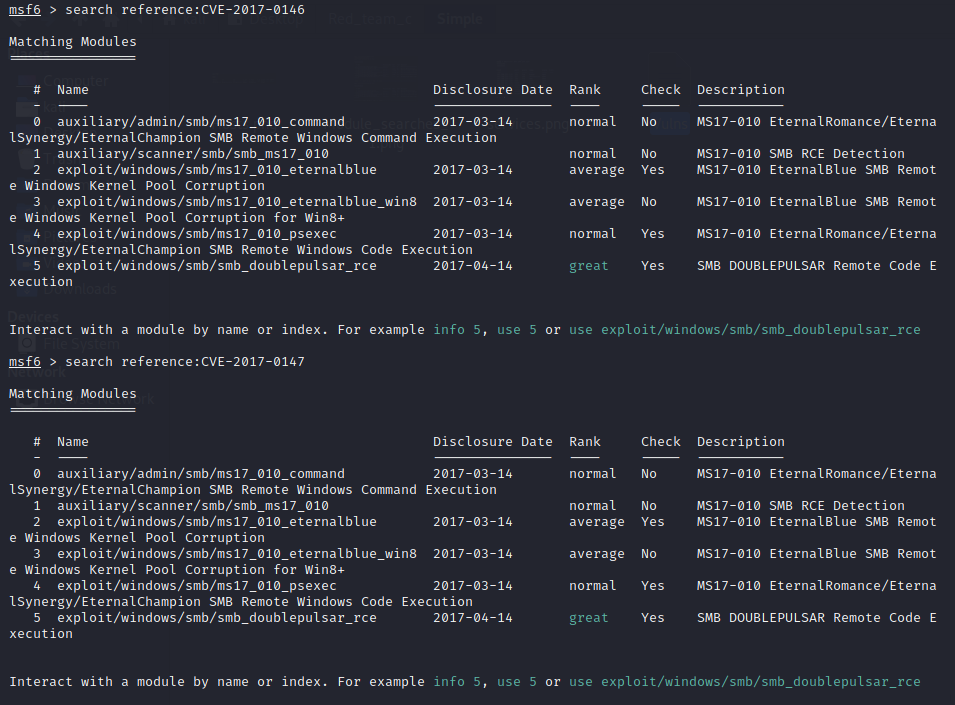 msf6 > search reference:CVE-2017-0146
Matching Modules
================
# Name Disclosure Date Rank Check Description
- ---- --------------- ---- ----- -----------
0 auxiliary/admin/smb/ms17_010_command 2017-03-14 normal No MS17-010 EternalRomance/Eterna
lSynergy/EternalChampion SMB Remote Windows Command Execution
1 auxiliary/scanner/smb/smb_ms17_010 normal No MS17-010 SMB RCE Detection
2 exploit/windows/smb/ms17_010_eternalblue 2017-03-14 average Yes MS17-010 EternalBlue SMB Remot
e Windows Kernel Pool Corruption
3 exploit/windows/smb/ms17_010_eternalblue_win8 2017-03-14 average No MS17-010 EternalBlue SMB Remot
e Windows Kernel Pool Corruption for Win8+
4 exploit/windows/smb/ms17_010_psexec 2017-03-14 normal Yes MS17-010 EternalRomance/Eterna
lSynergy/EternalChampion SMB Remote Windows Code Execution
5 exploit/windows/smb/smb_doublepulsar_rce 2017-04-14 great Yes SMB DOUBLEPULSAR Remote Code E
xecution
Interact with a module by name or index. For example info 5, use 5 or use exploit/windows/smb/smb_doublepulsar_rce
msf6 > search reference:CVE-2017-0147
Matching Modules
================
# Name Disclosure Date Rank Check Description
- ---- --------------- ---- ----- -----------
0 auxiliary/admin/smb/ms17_010_command 2017-03-14 normal No MS17-010 EternalRomance/Eterna
lSynergy/EternalChampion SMB Remote Windows Command Execution
1 auxiliary/scanner/smb/smb_ms17_010 normal No MS17-010 SMB RCE Detection
2 exploit/windows/smb/ms17_010_eternalblue 2017-03-14 average Yes MS17-010 EternalBlue SMB Remot
e Windows Kernel Pool Corruption
3 exploit/windows/smb/ms17_010_eternalblue_win8 2017-03-14 average No MS17-010 EternalBlue SMB Remot
e Windows Kernel Pool Corruption for Win8+
4 exploit/windows/smb/ms17_010_psexec 2017-03-14 normal Yes MS17-010 EternalRomance/Eterna
lSynergy/EternalChampion SMB Remote Windows Code Execution
5 exploit/windows/smb/smb_doublepulsar_rce 2017-04-14 great Yes SMB DOUBLEPULSAR Remote Code E
xecution
Interact with a module by name or index. For example info 5, use 5 or use exploit/windows/smb/smb_doublepulsar_rce